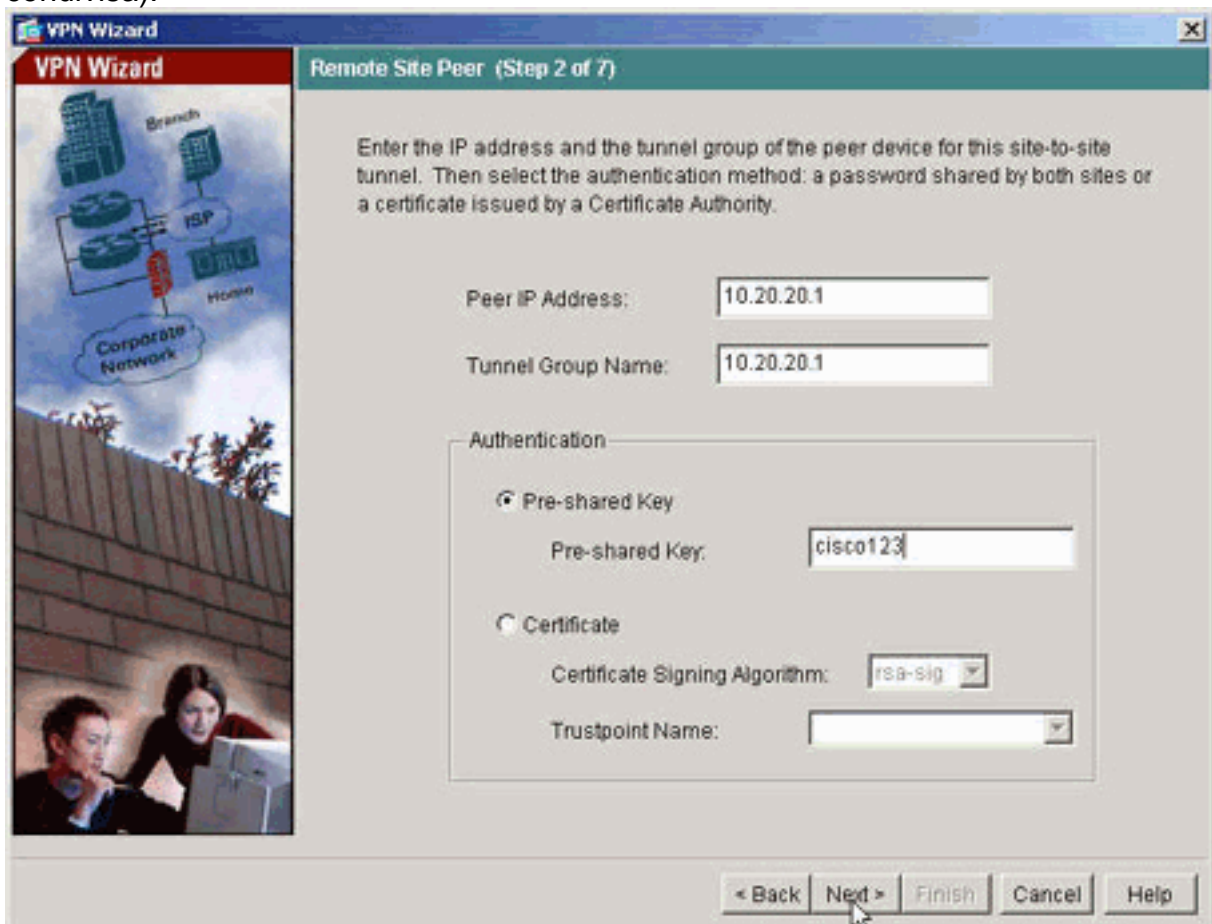 VPN Wizard
VPN Wizard
Remote Site Peer (Step 2 of 7)
Branch
ISP
Home
Corporate
Network
Enter the IP address and the tunnel group of the peer device for this site-to-site
tunnel. Then select the authentication method: a password shared by both sites or
a certificate issued by a Certificate Authority.
Peer IP Address: 10.20.20.1
Tunnel Group Name: 10.20.20.1
Authentication
Pre-shared Key
Pre-shared Key: cisco123
Certificate
Certificate Signing Algorithm: rsa-sig
Trustpoint Name:
< Back Next > Finish Cancel Help